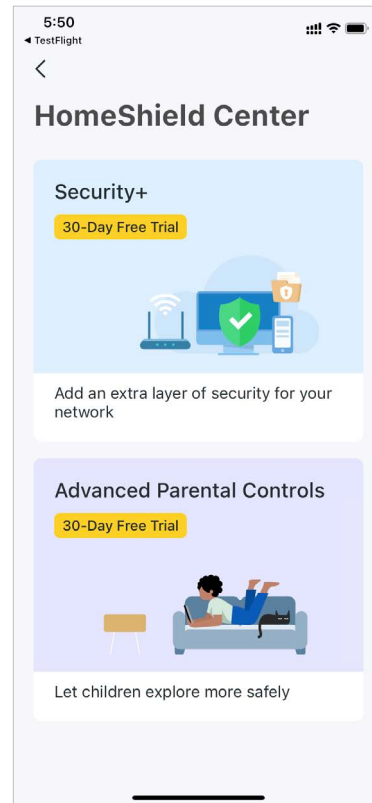 5:50
◀ TestFlight
HomeShield Center
Security+
30-Day Free Trial
Add an extra layer of security for your
network
Advanced Parental Controls
30-Day Free Trial
Let children explore more safely